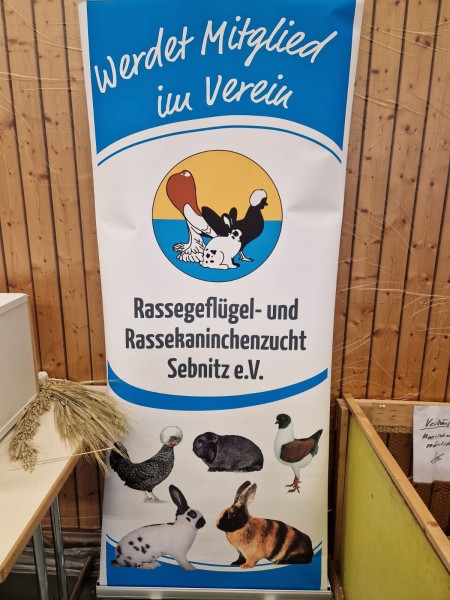 Werdet Mitglied
im Verein
Rassegeflügel- und
Rassekaninchenzucht
Sebnitz e.V.